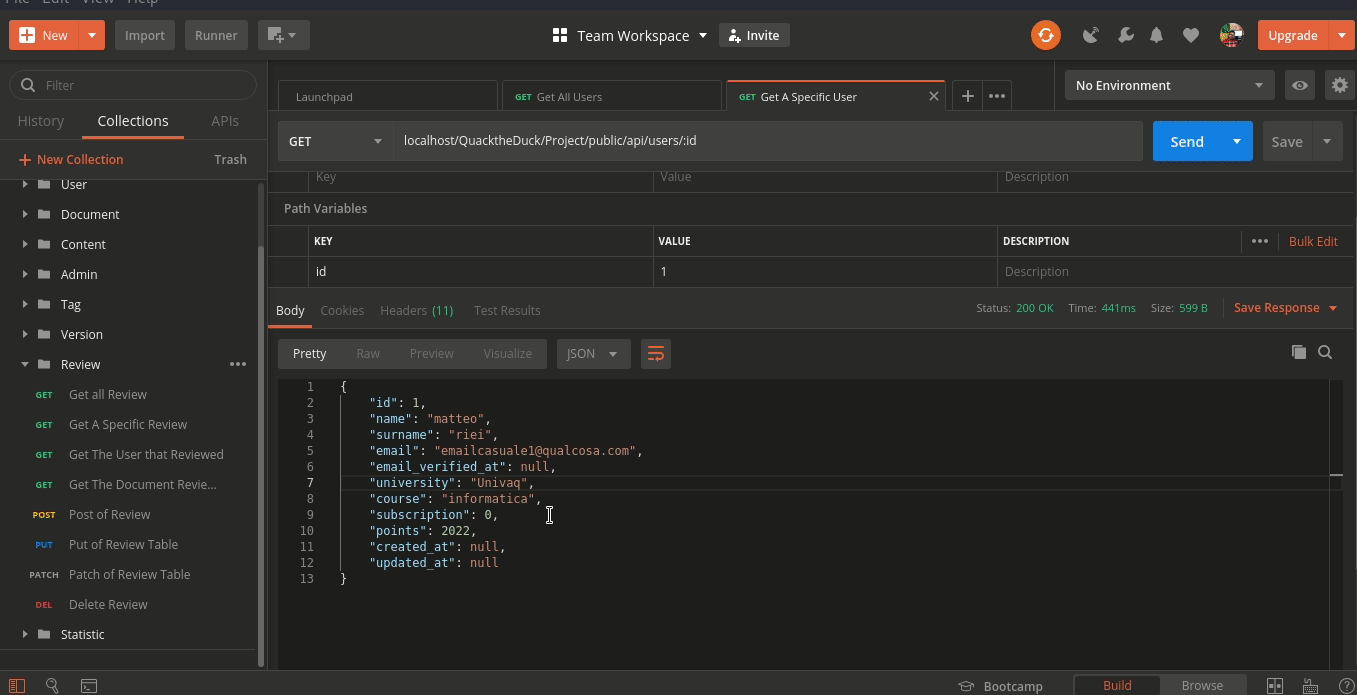 File Edit View Help
New
Import
Runner
Team Workspace
Invite
Upgrade
Filter
History Collections APIs
New Collection Trash
User
Document
Content
Admin
Tag
Version
Review
GET Get all Review
GET Get A Specific Review
GET Get The User that Reviewed
GET Get The Document Revie...
POST Post of Review
PUT Put of Review Table
PATCH Patch of Review Table
DEL Delete Review
Statistic
Launchpad
GET Get All Users
GET Get A Specific User
No Environment
GET localhost/QuacktheDuck/Project/public/api/users/:id
Send
Save
Key Value Description
Path Variables
KEY VALUE DESCRIPTION
Bulk Edit
id 1 Description
Body Cookies Headers (11) Test Results
Status: 200 OK Time: 441ms Size: 599 B Save Response
Pretty Raw Preview Visualize JSON
1 {
2 "id": 1,
3 "name": "matteo",
4 "surname": "riei",
5 "email": "emailcasuale1@qualcosa.com",
6 "email_verified_at": null,
7 "university": "Univaq",
8 "course": "informatica",
9 "subscription": 0,
10 "points": 2022,
11 "created_at": null,
12 "updated_at": null
13 }
Bootcamp
Build
Browse